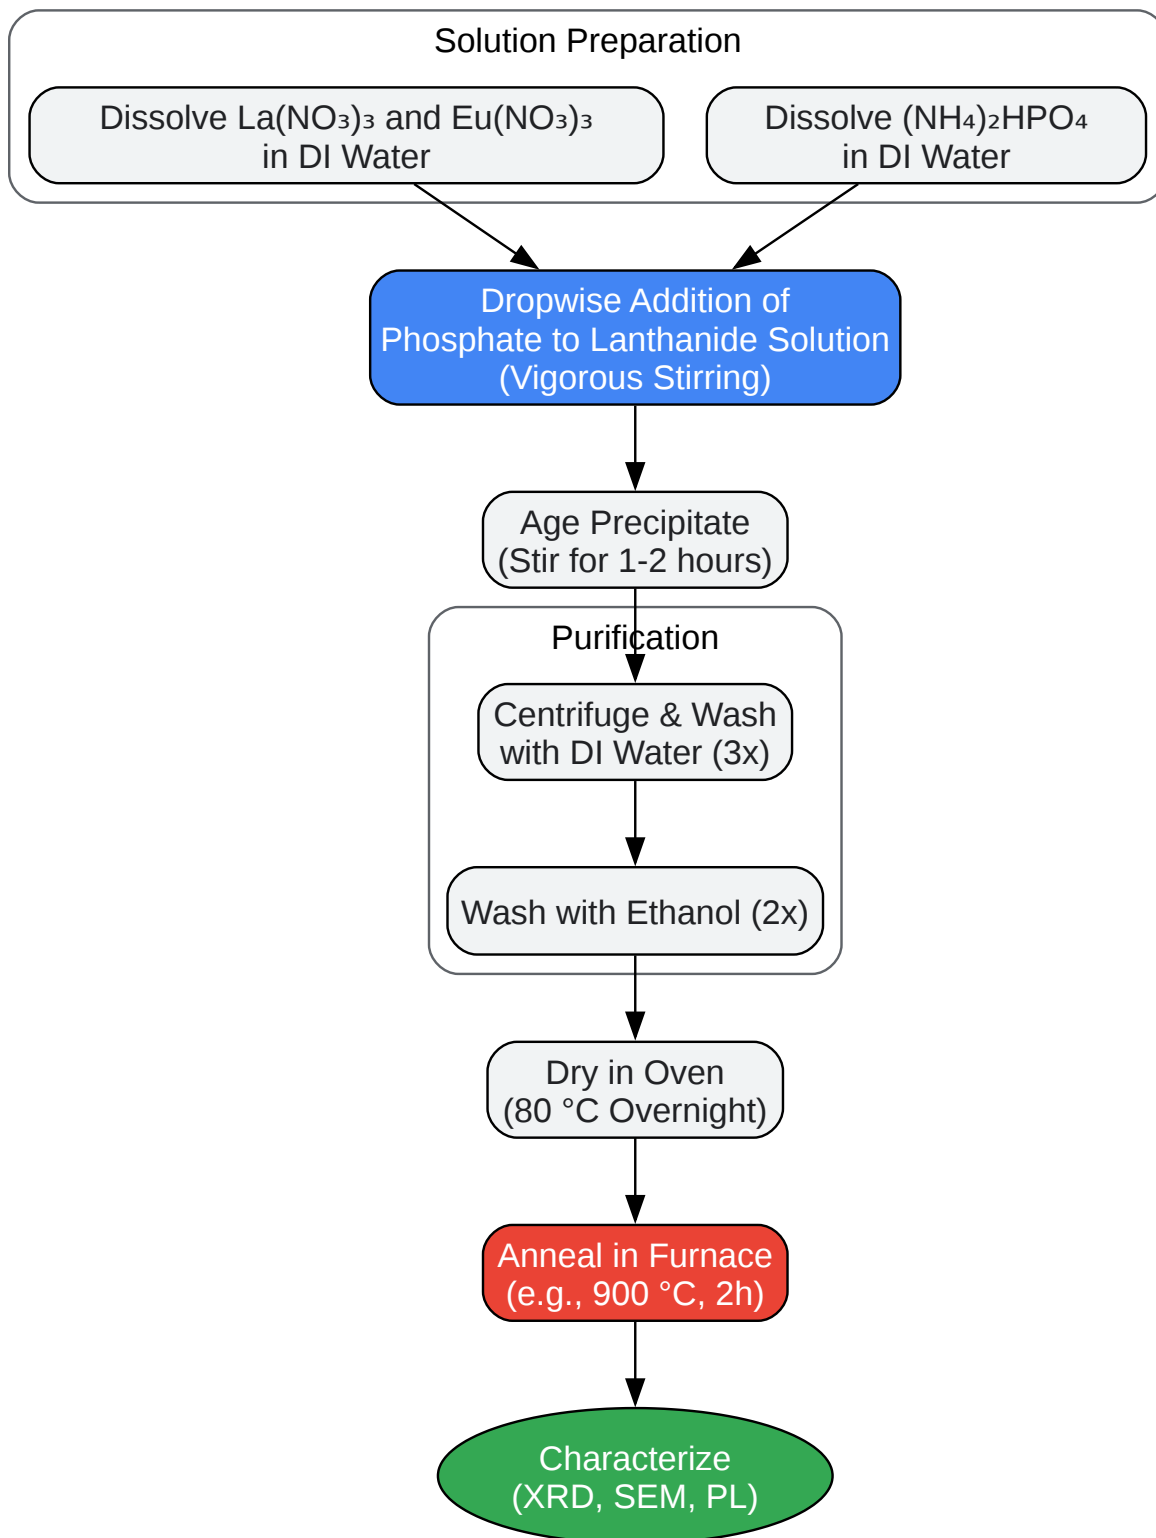 Solution Preparation
Dissolve La(NO₃)₃ and Eu(NO₃)₃
in DI Water
Dissolve (NH₄)₂HPO₄
in DI Water
Dropwise Addition of
Phosphate to Lanthanide Solution
(Vigorous Stirring)
Age Precipitate
(Stir for 1-2 hours)
Purification
Centrifuge & Wash
with DI Water (3x)
Wash with Ethanol (2x)
Dry in Oven
(80 °C Overnight)
Anneal in Furnace
(e.g., 900 °C, 2h)
Characterize
(XRD, SEM, PL)